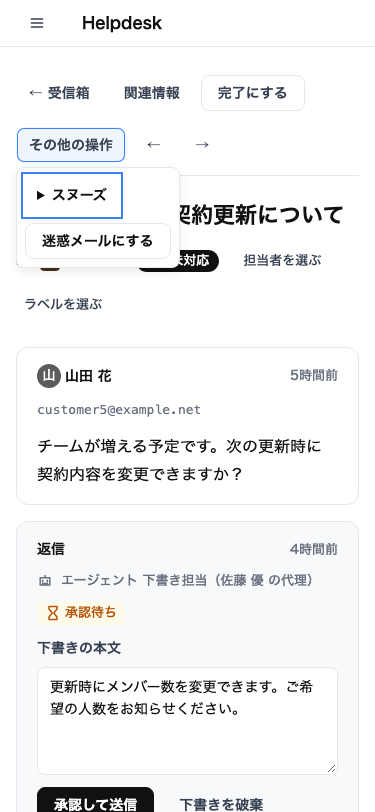 Helpdesk
← 受信箱
関連情報
完了にする
その他の操作
←
→
▶ スヌーズ
契約更新について
迷惑メールにする
対応
担当者を選ぶ
ラベルを選ぶ
山 山田 花
5時間前
customer5@example.net
チームが増える予定です。次の更新時に
契約内容を変更できますか？
返信
4時間前
エージェント 下書き担当（佐藤 優 の代理）
承認待ち
下書きの本文
更新時にメンバー数を変更できます。ご希
望の人数をお知らせください。
承認して送信
下書きを破棄